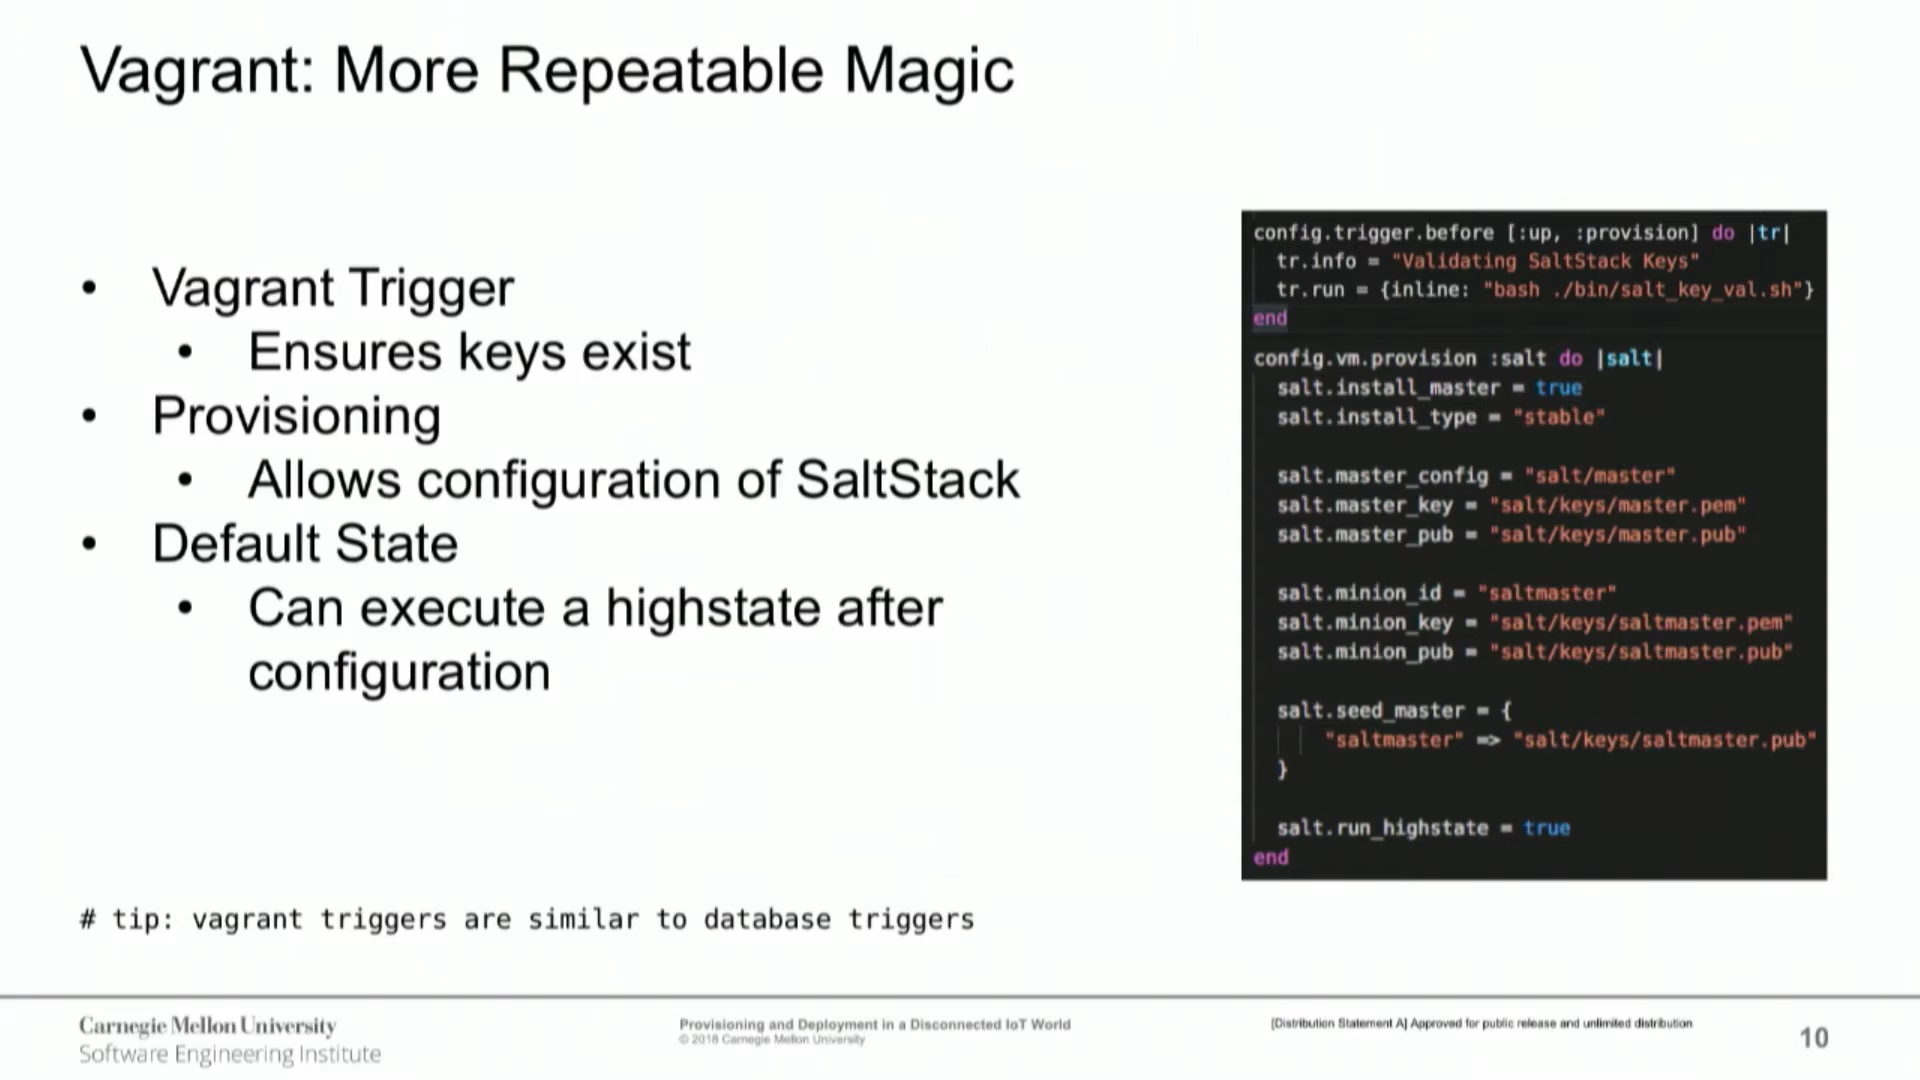 Vagrant: More Repeatable Magic
• Vagrant Trigger
• Ensures keys exist
• Provisioning
• Allows configuration of SaltStack
• Default State
• Can execute a highstate after
configuration
# tip: vagrant triggers are similar to database triggers
config.trigger.before [:up, :provision] do |tr|
  tr.info = "Validating SaltStack Keys"
  tr.run = {inline: "bash ./bin/salt_key_val.sh"}
end
config.vm.provision :salt do |salt|
  salt.install_master = true
  salt.install_type = "stable"
  salt.master_config = "salt/master"
  salt.master_key = "salt/keys/master.pem"
  salt.master_pub = "salt/keys/master.pub"
  salt.minion_id = "saltmaster"
  salt.minion_key = "salt/keys/saltmaster.pem"
  salt.minion_pub = "salt/keys/saltmaster.pub"
  salt.seed_master = {
      "saltmaster" => "salt/keys/saltmaster.pub"
  }
  salt.run_highstate = true
end
Carnegie Mellon University
Software Engineering Institute
Provisioning and Deployment in a Disconnected IoT World
© 2018 Carnegie Mellon University
[Distribution Statement A] Approved for public release and unlimited distribution
10